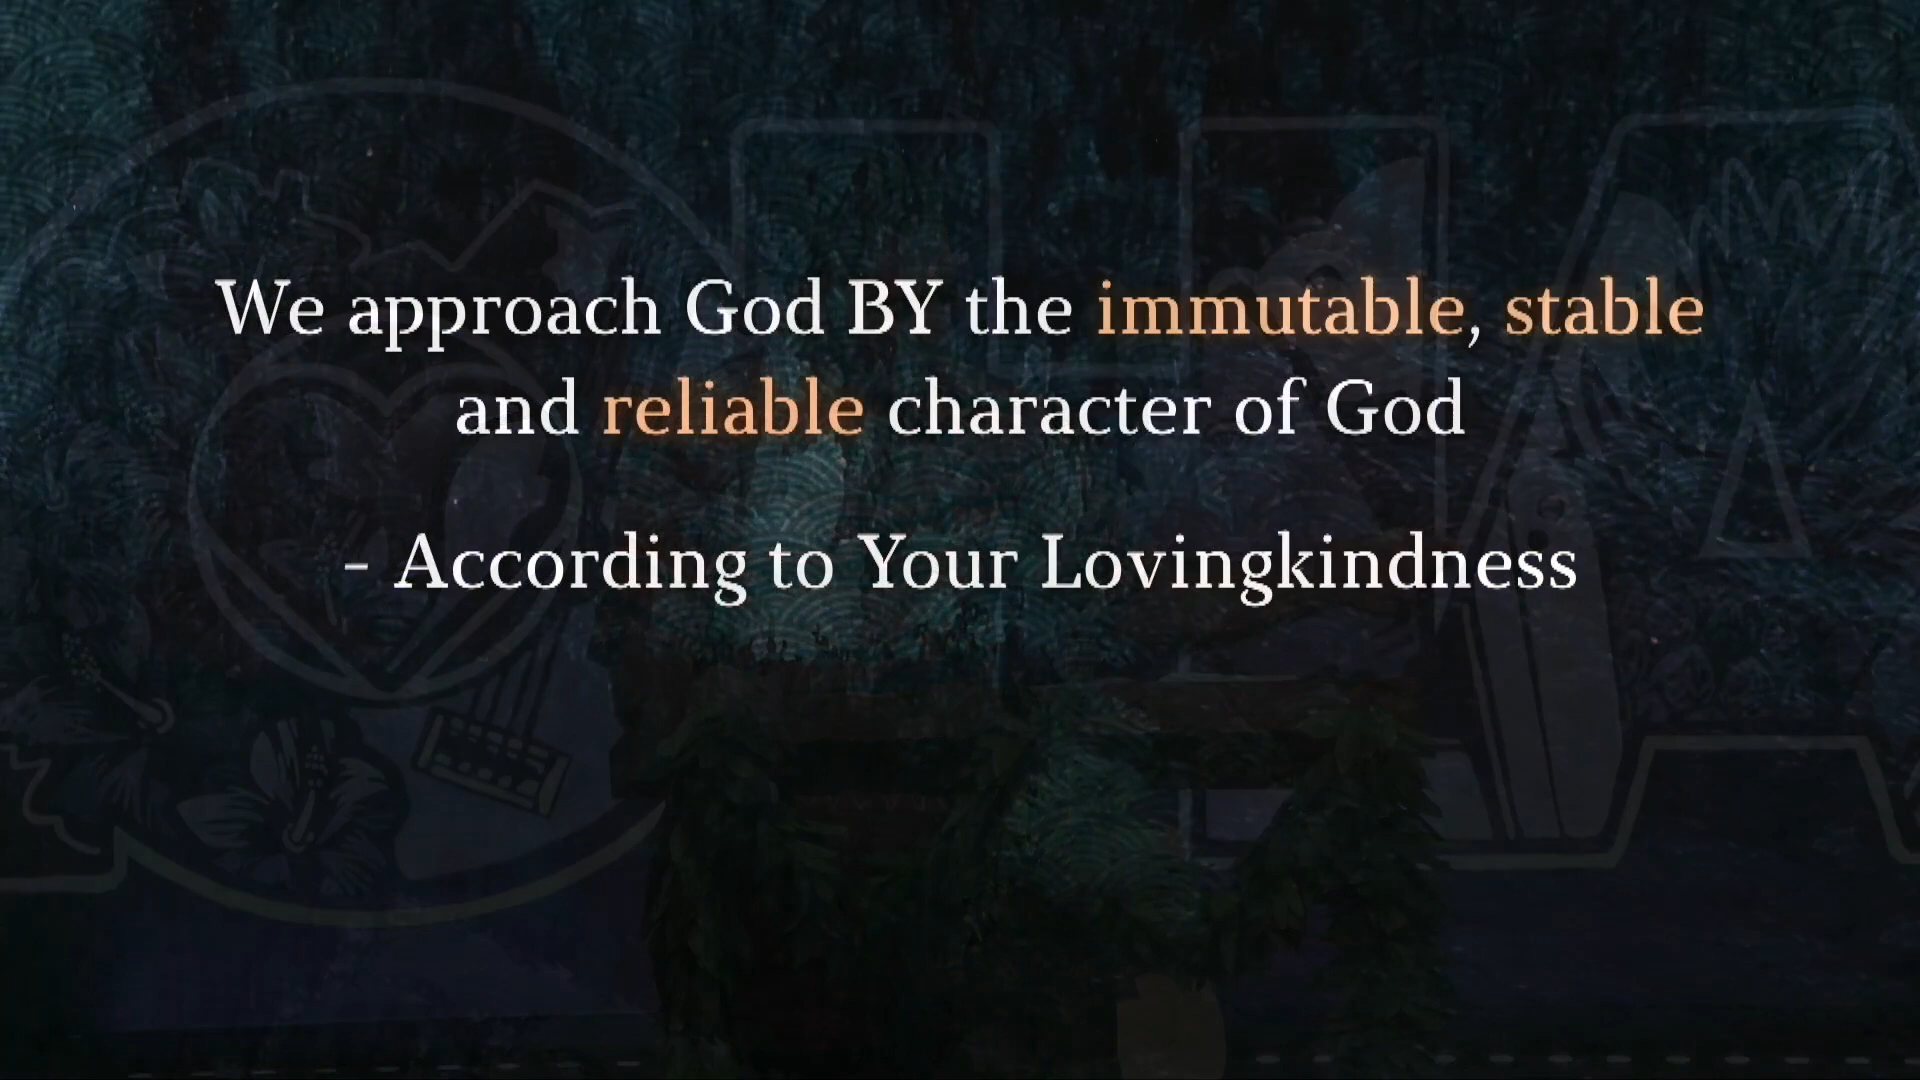 We approach God BY the immutable, stable
and reliable character of God
- According to Your Lovingkindness